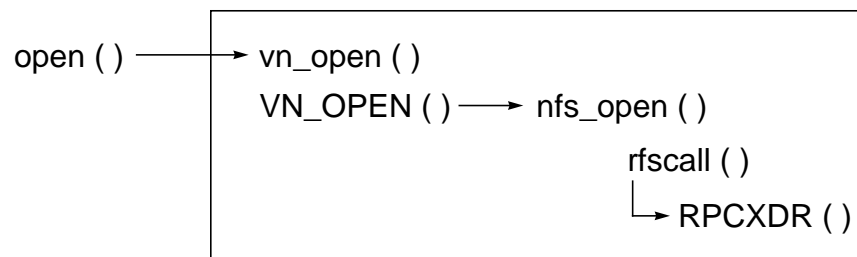 open ( ) vn_open ( )
VN_OPEN ( ) nfs_open ( )
rfscall ( )
RPCXDR ( )